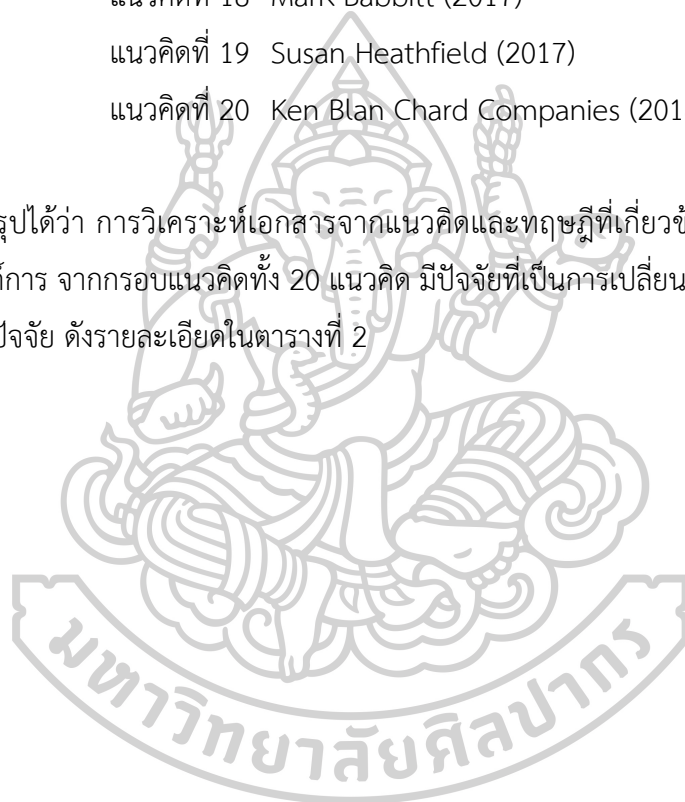 แนวคิดที่ 18 Mark Babbitt (2017)
แนวคิดที่ 19 Susan Heathfield (2017)
แนวคิดที่ 20 Ken Blan Chard Companies (201
รุปได้ว่า การวิเคราะห์เอกสารจากแนวคิดและทฤษฎีที่เกี่ยวข้
ก์การ จากกรอบแนวคิดทั้ง 20 แนวคิด มีปัจจัยที่เป็นการเปลี่ยน
ปัจจัย ดังรายละเอียดในตารางที่ 2
มหาวิทยาลัยศิลปากร